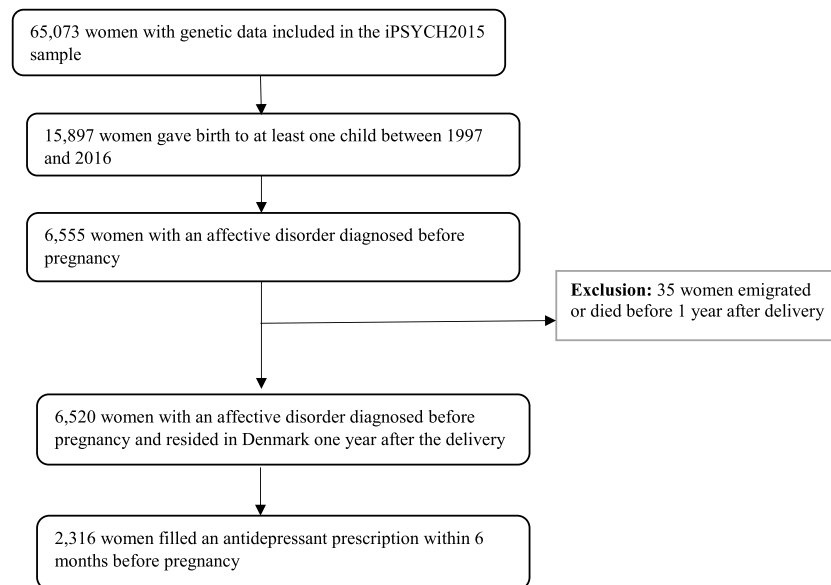 65,073 women with genetic data included in the iPSYCH2015
sample
15,897 women gave birth to at least one child between 1997
and 2016
6,555 women with an affective disorder diagnosed before
pregnancy
Exclusion: 35 women emigrated
or died before 1 year after delivery
6,520 women with an affective disorder diagnosed before
pregnancy and resided in Denmark one year after the delivery
2,316 women filled an antidepressant prescription within 6
months before pregnancy